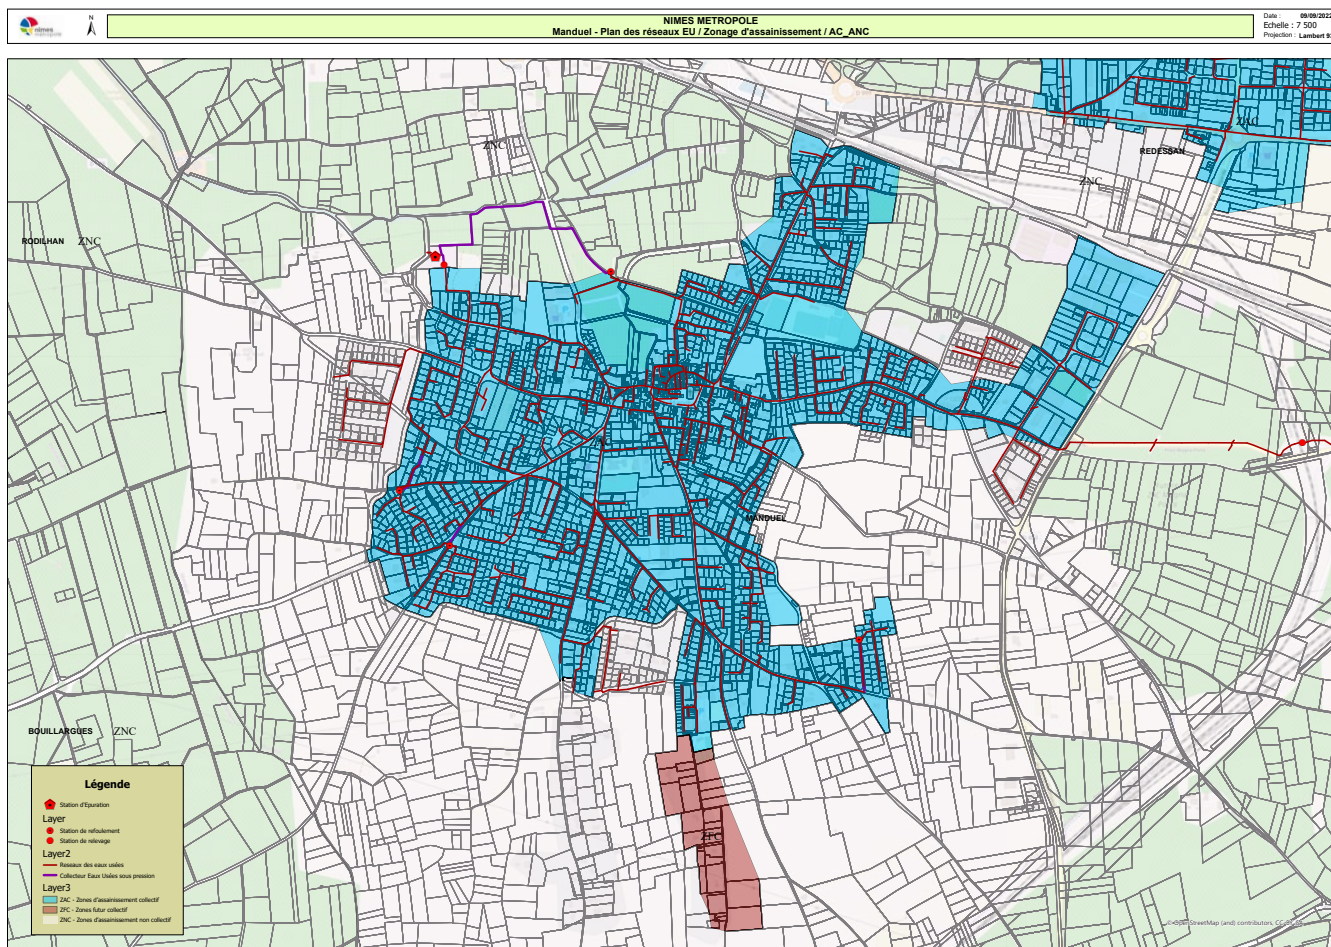 nîmes
métropole
N
NIMES METROPOLE
Manduel - Plan des réseaux EU / Zonage d'assainissement / AC_ANC
Date : 09/09/2022
Echelle : 7 500
Projection : Lambert 93
ZNC
ZAC
REDESSAN
ZNC
RODILHAN ZNC
MANDUEL
BOUILLARGUES ZNC
ZFC
Légende
Station d'Epuration
Layer
Station de refoulement
Station de relevage
Layer2
Reseaux des eaux usées
Collecteur Eaux Usées sous pression
Layer3
ZAC - Zones d'assainissement collectif
ZFC - Zones futur collectif
ZNC - Zones d'assainissement non collectif
© OpenStreetMap (and) contributors, CC-BY-SA